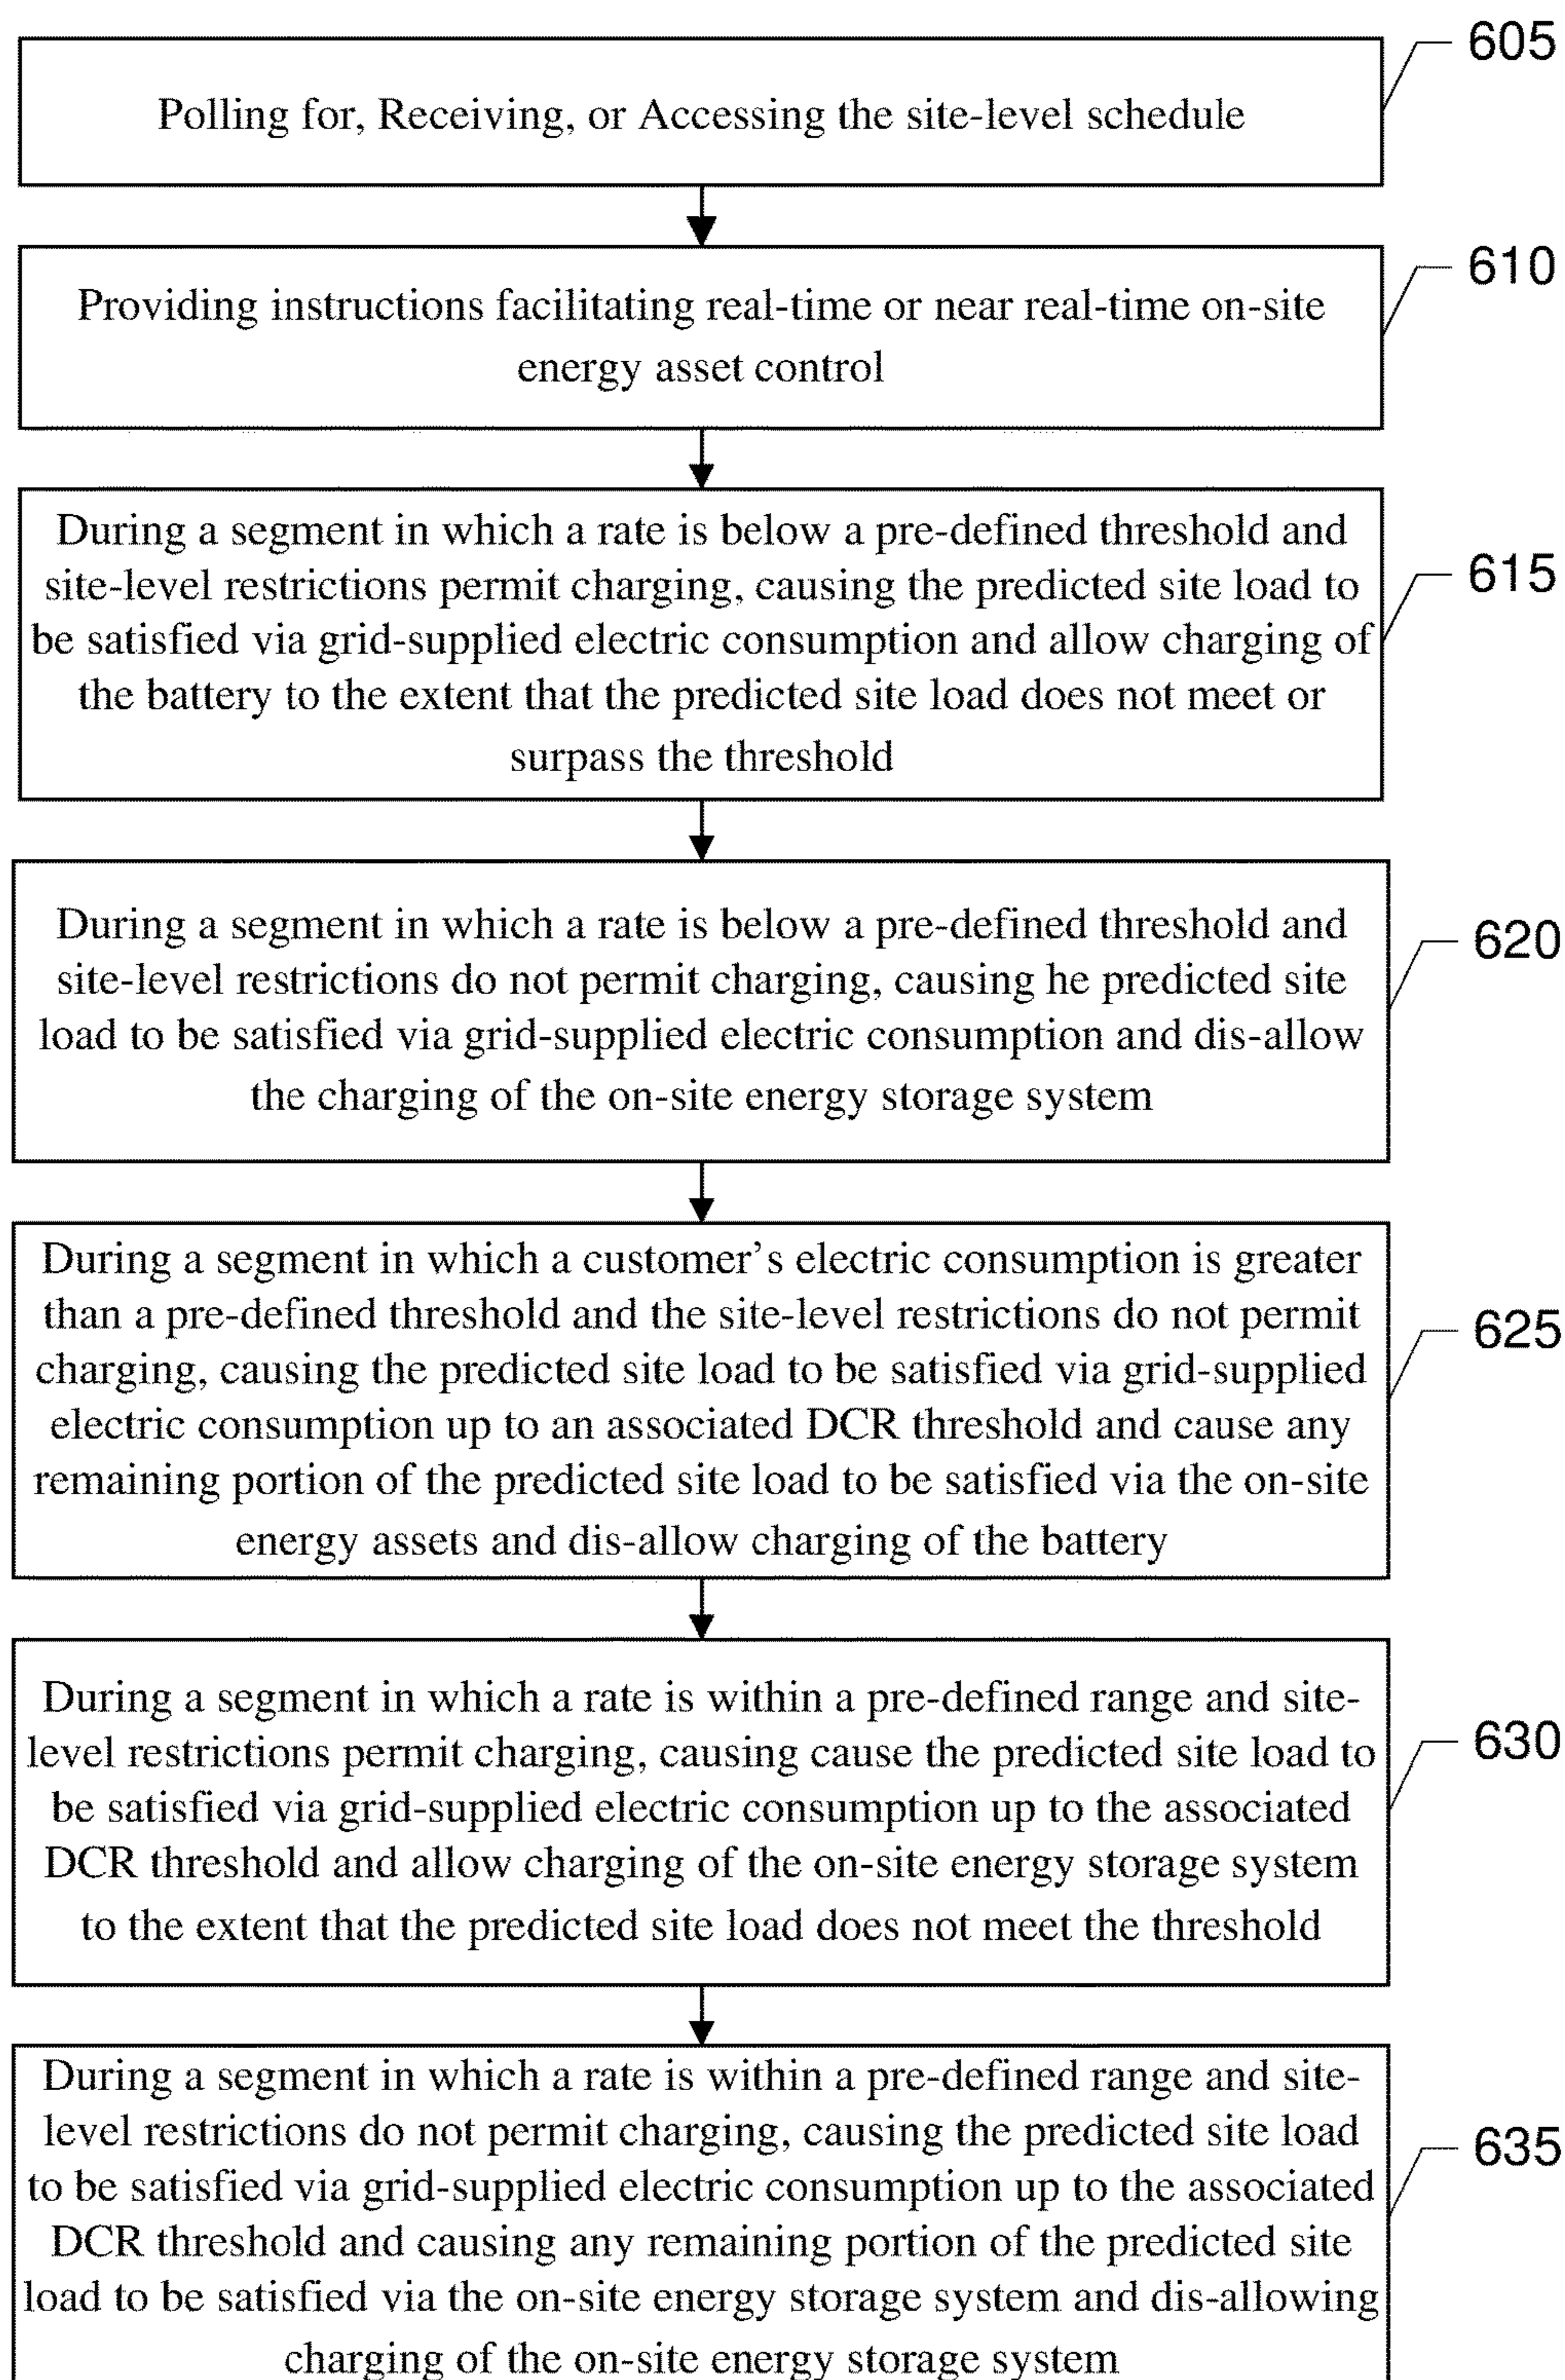 605
Polling for, Receiving, or Accessing the site-level schedule
610
Providing instructions facilitating real-time or near real-time on-site
energy asset control
615
During a segment in which a rate is below a pre-defined threshold and
site-level restrictions permit charging, causing the predicted site load to
be satisfied via grid-supplied electric consumption and allow charging of
the battery to the extent that the predicted site load does not meet or
surpass the threshold
620
During a segment in which a rate is below a pre-defined threshold and
site-level restrictions do not permit charging, causing he predicted site
load to be satisfied via grid-supplied electric consumption and dis-allow
the charging of the on-site energy storage system
625
During a segment in which a customer's electric consumption is greater
than a pre-defined threshold and the site-level restrictions do not permit
charging, causing the predicted site load to be satisfied via grid-supplied
electric consumption up to an associated DCR threshold and cause any
remaining portion of the predicted site load to be satisfied via the on-site
energy assets and dis-allow charging of the battery
630
During a segment in which a rate is within a pre-defined range and site-
level restrictions permit charging, causing cause the predicted site load to
be satisfied via grid-supplied electric consumption up to the associated
DCR threshold and allow charging of the on-site energy storage system
to the extent that the predicted site load does not meet the threshold
635
During a segment in which a rate is within a pre-defined range and site-
level restrictions do not permit charging, causing the predicted site load
to be satisfied via grid-supplied electric consumption up to the associated
DCR threshold and causing any remaining portion of the predicted site
load to be satisfied via the on-site energy storage system and dis-allowing
charging of the on-site energy storage system